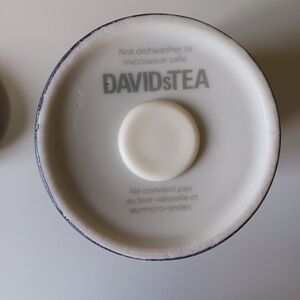 Not dishwasher or
microwave safe
DAVIDsTEA
Ne convient pas
au lave-vaisselle et
au micro-ondes.